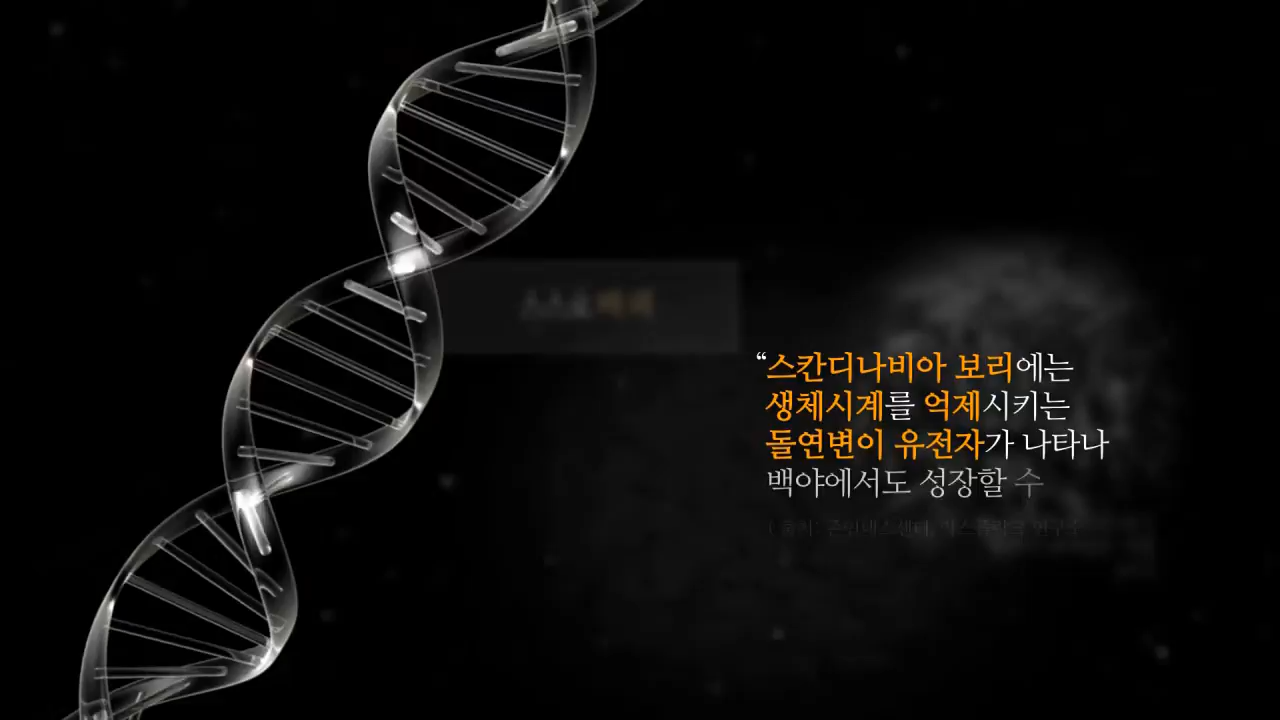 “스칸디나비아 보리에는
생체시계를 억제시키는
돌연변이 유전자가 나타나
백야에서도 성장할 수